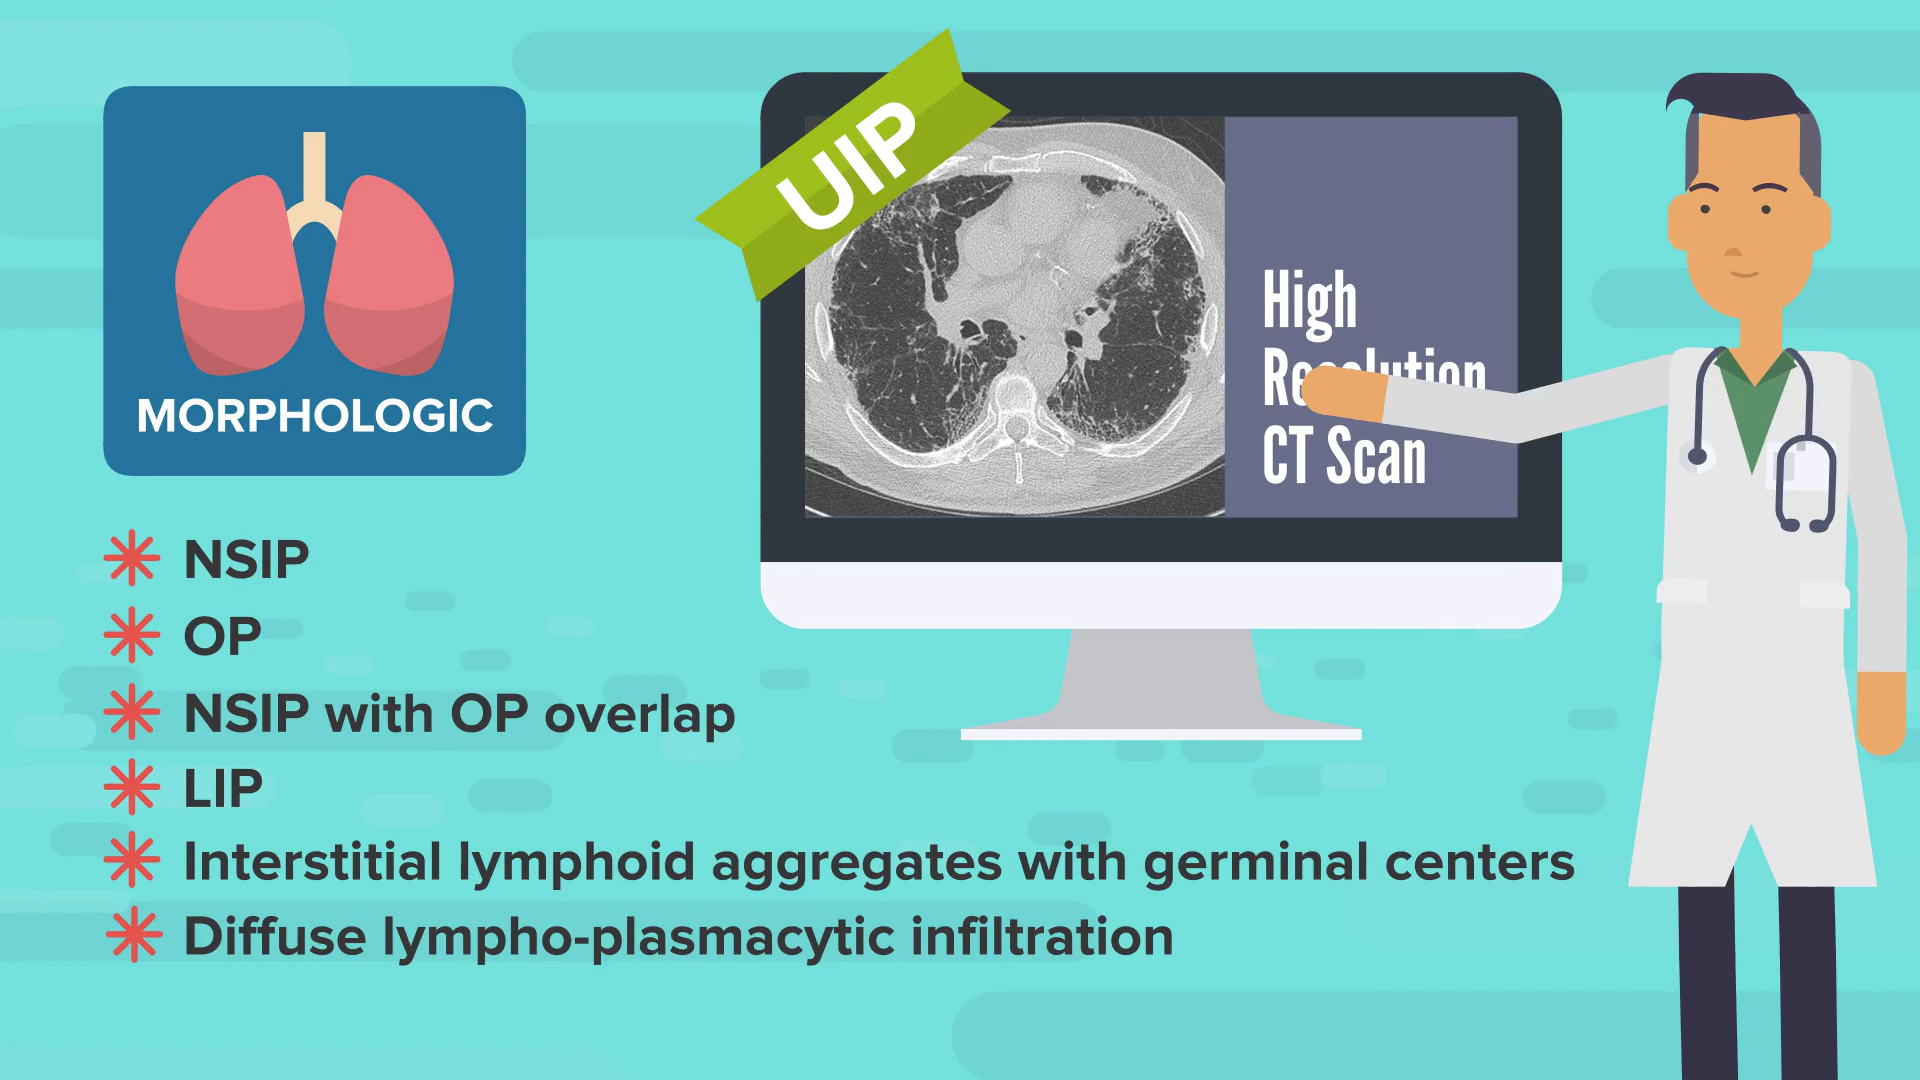 MORPHOLOGIC
NSIP
OP
NSIP with OP overlap
LIP
Interstitial lymphoid aggregates with germinal centers
Diffuse lympho-plasmacytic infiltration
UIP
High
Resolution
CT Scan